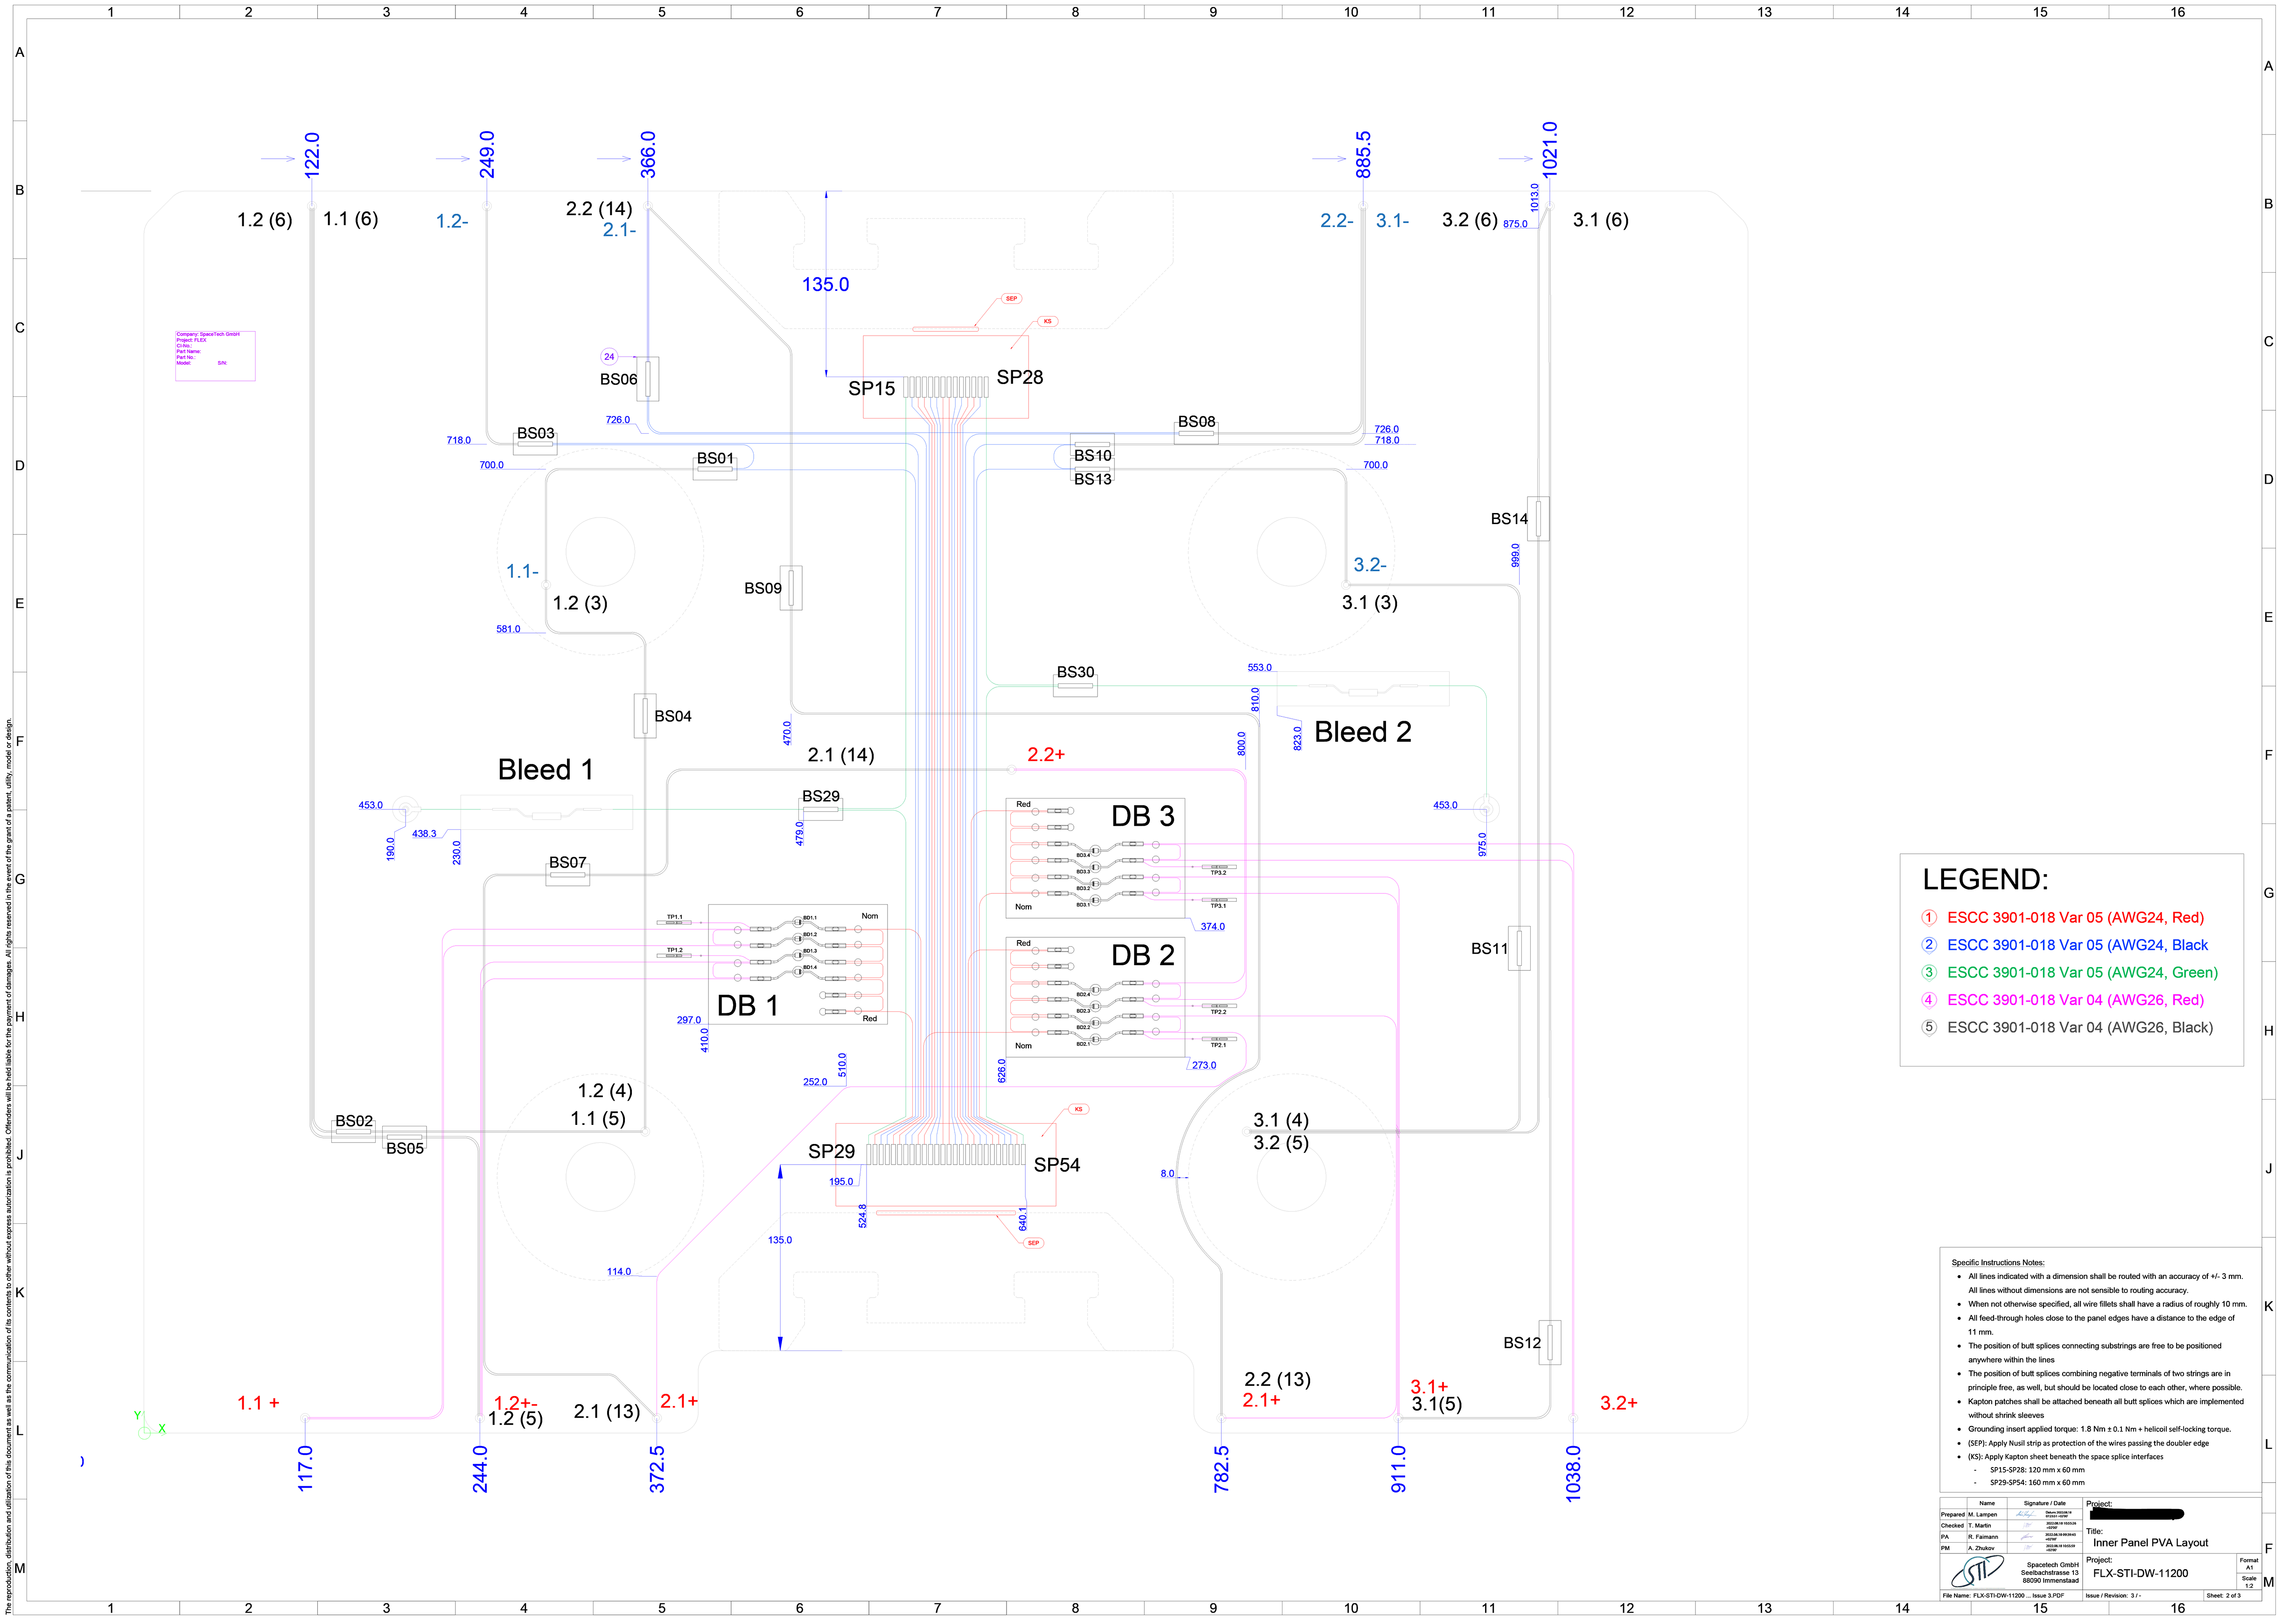 1 2 3 4 5 6 7 8 9 10 11 12 13 14 15 16
A
A
122.0
249.0
366.0
885.5
1021.0
B
1013.0
B
1.2 (6)
1.1 (6)
1.2-
2.2 (14)
2.1-
2.2-
3.1-
3.2 (6)
875.0
3.1 (6)
135.0
SEP
KS
C
C
Company: SpaceTech GmbH
Project: FLEX
CI-No.:
Part Name:
Part No.:
Model: S/N:
24
BS06
SP15
SP28
726.0
BS03
BS08
726.0
718.0
718.0
D
BS01
BS10
700.0
700.0
BS13
D
BS14
999.0
1.1-
3.2-
BS09
E
1.2 (3)
3.1 (3)
E
581.0
553.0
BS30
810.0
BS04
470.0
823.0
Bleed 2
800.0
F
2.1 (14)
2.2+
F
Bleed 1
453.0
BS29
453.0
438.3
190.0
230.0
479.0
975.0
Red
DB 3
BD3.4
BD3.3
BD3.2
BD3.1
TP3.2
TP3.1
Nom
374.0
BS07
G
G
LEGEND:
1 ESCC 3901-018 Var 05 (AWG24, Red)
2 ESCC 3901-018 Var 05 (AWG24, Black
3 ESCC 3901-018 Var 05 (AWG24, Green)
4 ESCC 3901-018 Var 04 (AWG26, Red)
5 ESCC 3901-018 Var 04 (AWG26, Black)
TP1.1
TP1.2
BD1.1
BD1.2
BD1.3
BD1.4
Nom
DB 1
Red
BS11
Red
DB 2
BD2.4
BD2.3
BD2.2
BD2.1
TP2.2
TP2.1
Nom
H
H
297.0
410.0
510.0
252.0
626.0
273.0
1.2 (4)
1.1 (5)
KS
3.1 (4)
3.2 (5)
BS02
BS05
J
J
SP29
SP54
195.0
524.8
640.1
8.0
135.0
SEP
114.0
K
K
BS12
Specific Instructions Notes:
• All lines indicated with a dimension shall be routed with an accuracy of +/- 3 mm.
All lines without dimensions are not sensible to routing accuracy.
• When not otherwise specified, all wire fillets shall have a radius of roughly 10 mm.
• All feed-through holes close to the panel edges have a distance to the edge of
11 mm.
• The position of butt splices connecting substrings are free to be positioned
anywhere within the lines
• The position of butt splices combining negative terminals of two strings are in
principle free, as well, but should be located close to each other, where possible.
• Kapton patches shall be attached beneath all butt splices which are implemented
without shrink sleeves
• Grounding insert applied torque: 1.8 Nm ± 0.1 Nm + helicoil self-locking torque.
• (SEP): Apply Nusil strip as protection of the wires passing the doubler edge
• (KS): Apply Kapton sheet beneath the space splice interfaces
- SP15-SP28: 120 mm x 60 mm
- SP29-SP54: 160 mm x 60 mm
1.1 +
1.2+-
1.2 (5)
2.1 (13)
2.1+
2.2 (13)
2.1+
3.1+
3.1(5)
3.2+
Y
X
L
L
117.0
244.0
372.5
782.5
911.0
1038.0
Name Signature / Date
Prepared M. Lampen
Checked T. Martin
PA R. Faimann
PM A. Zhukov
Project:
Title:
Inner Panel PVA Layout
STI
Spacetech GmbH
Seelbachstrasse 13
88090 Immenstaad
Project:
FLX-STI-DW-11200
Format
A1
Scale
1:2
File Name: FLX-STI-DW-11200 ... Issue 3.PDF
Issue / Revision: 3 / -
Sheet: 2 of 3
M
F
M
1 2 3 4 5 6 7 8 9 10 11 12 13 14 15 16
The reproduction, distribution and utilization of this document as well as the communication of its contents to other without express autorization is prohibited. Offenders will be held liable for the payment of damages. All rights reserved in the event of the grant of a patent, utility, model or design.